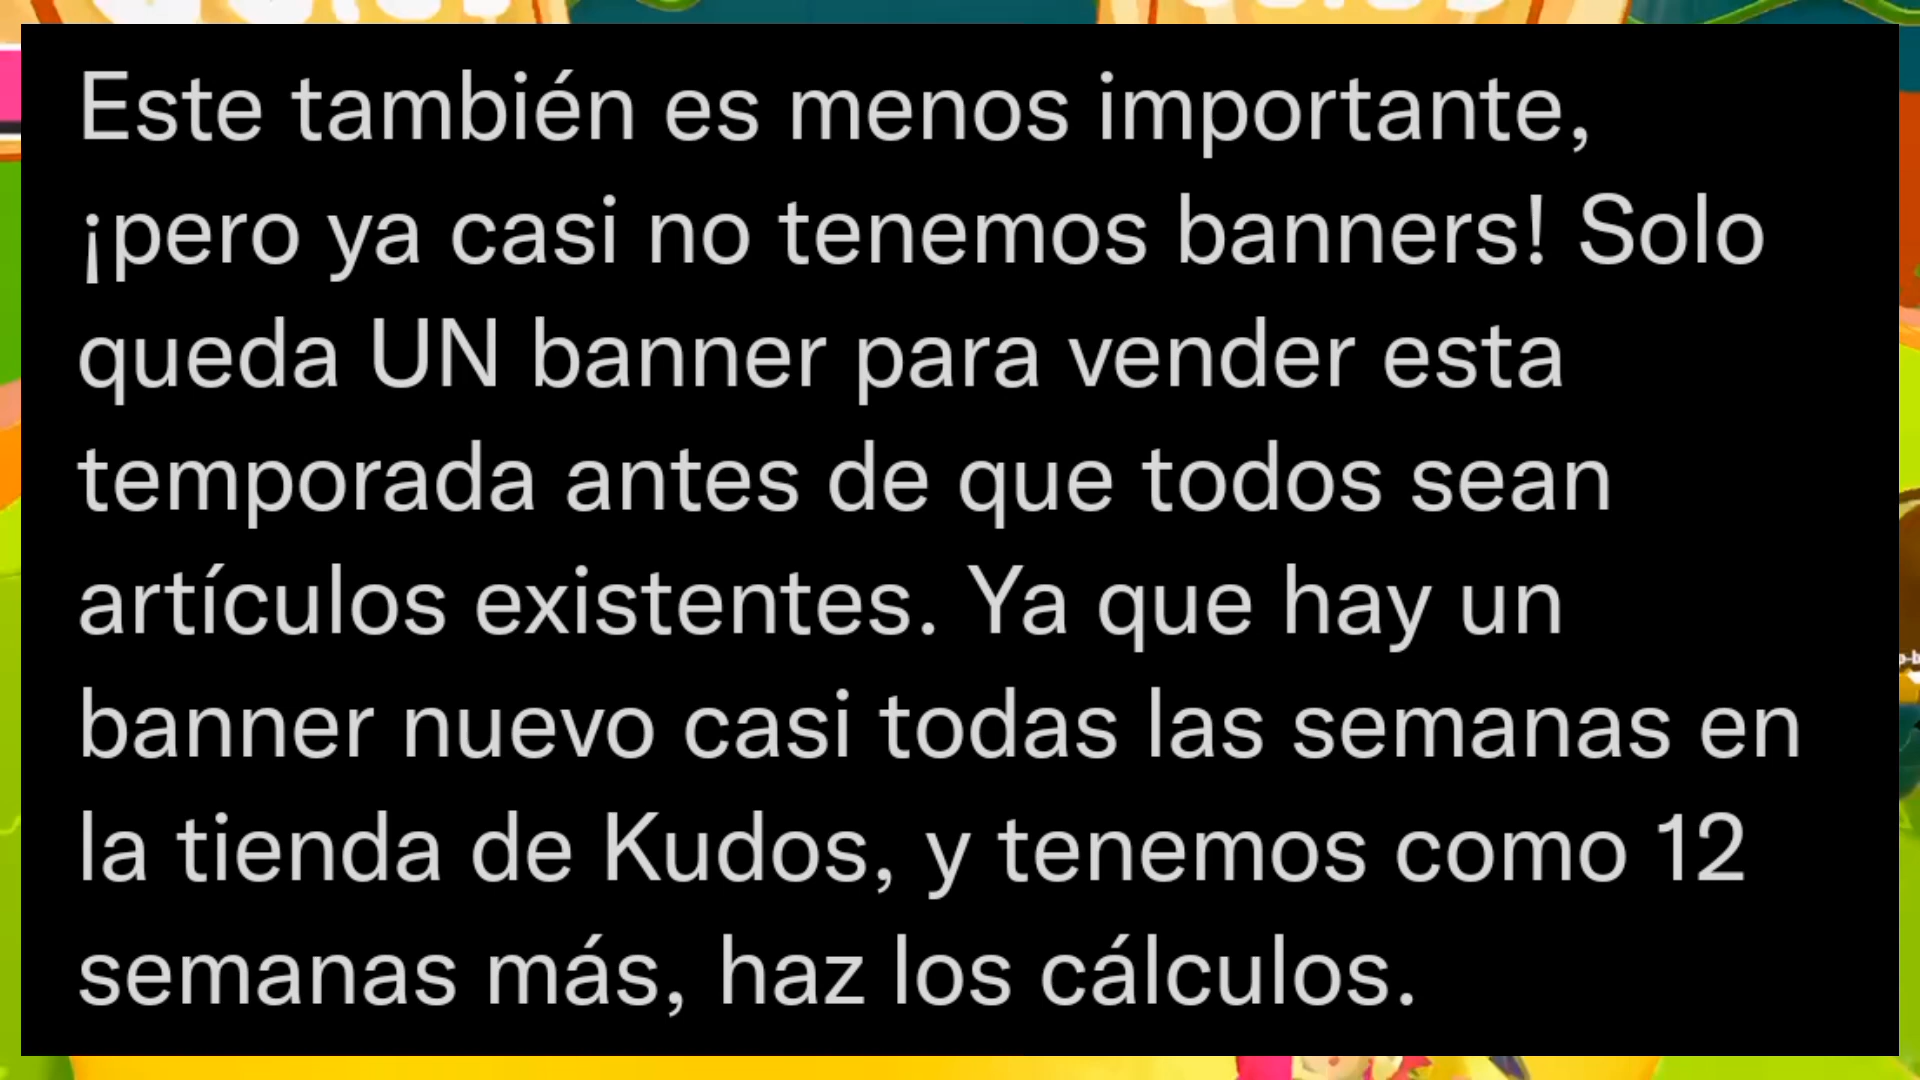 Este también es menos importante,
¡pero ya casi no tenemos banners! Solo
queda UN banner para vender esta
temporada antes de que todos sean
artículos existentes. Ya que hay un
banner nuevo casi todas las semanas en
la tienda de Kudos, y tenemos como 12
semanas más, haz los cálculos.